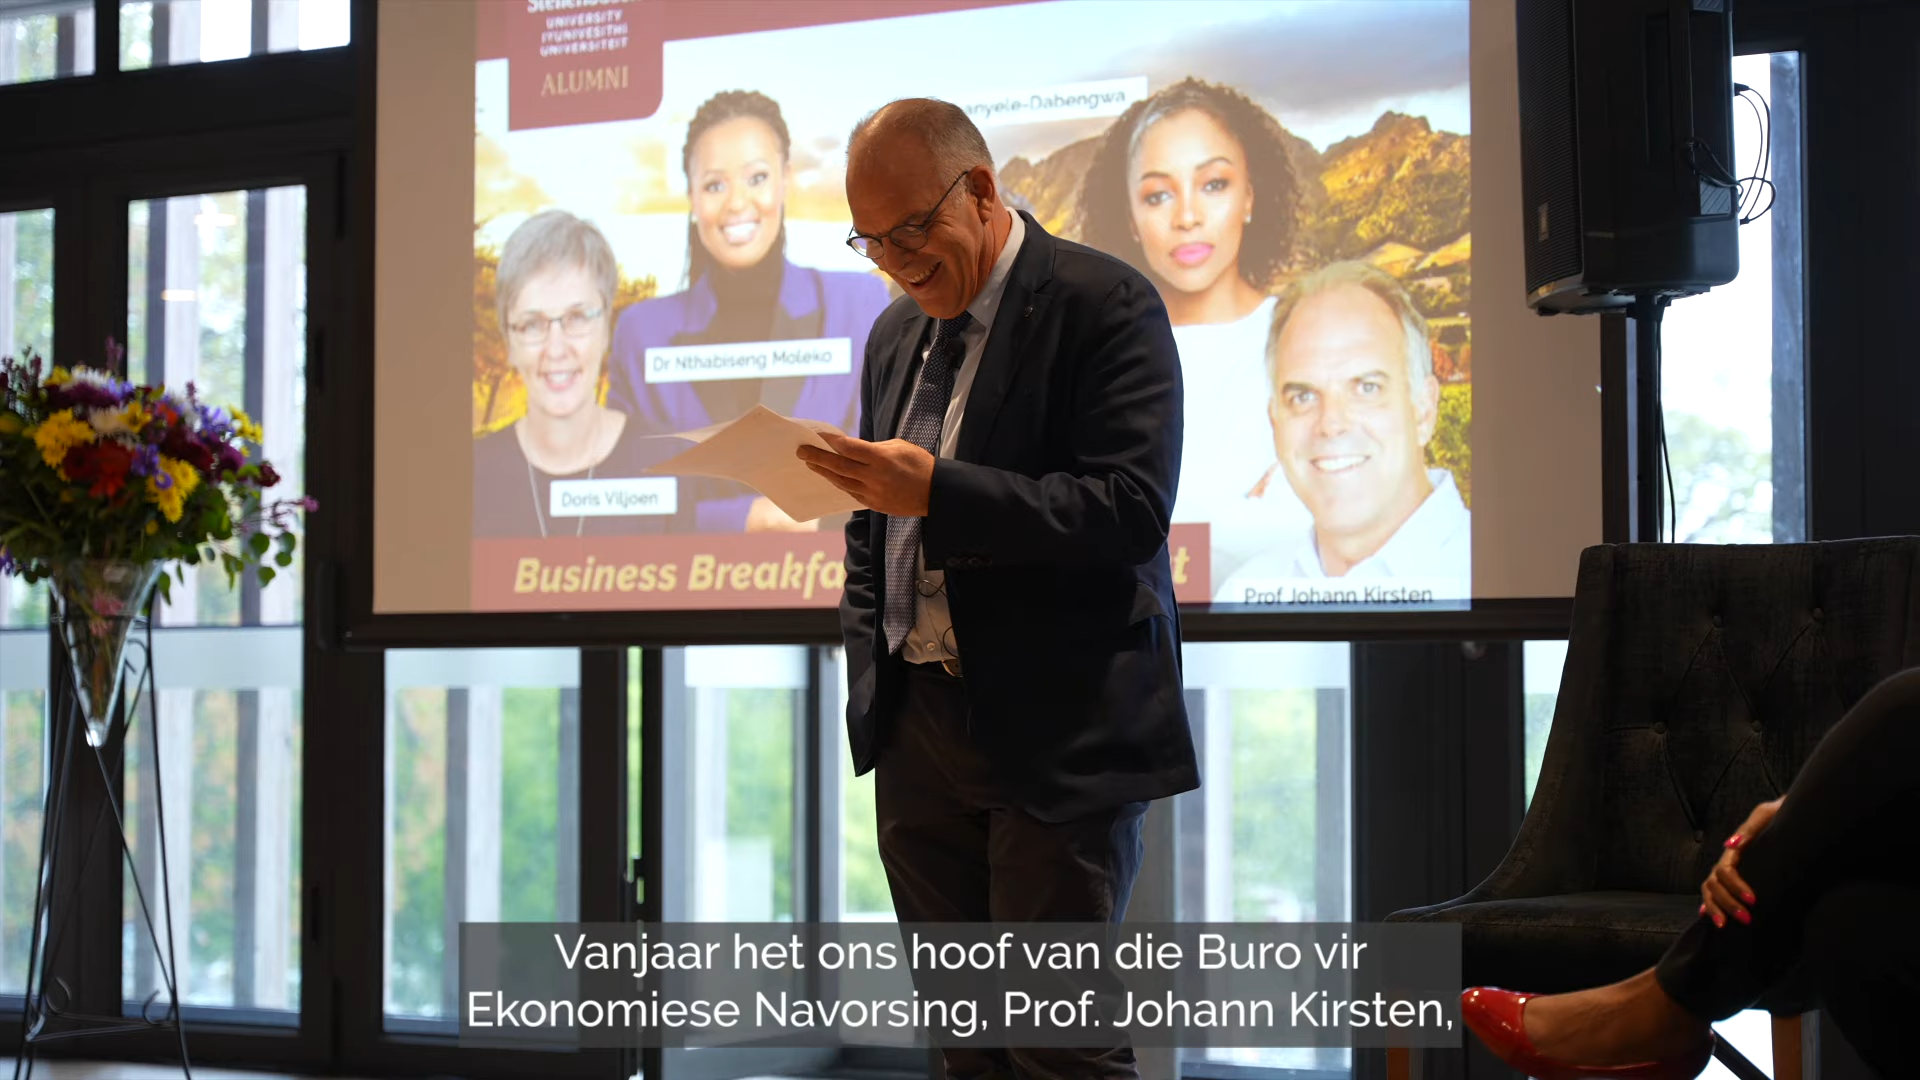 UNIVERSITY
IYUNIVESITHI
UNIVERSITEIT
ALUMNI
Dr Nthabiseng Moleko
Doris Viljoen
Business Breakfa
Prof Johann Kirsten
Vanjaar het ons hoof van die Buro vir
Ekonomiese Navorsing, Prof. Johann Kirsten,